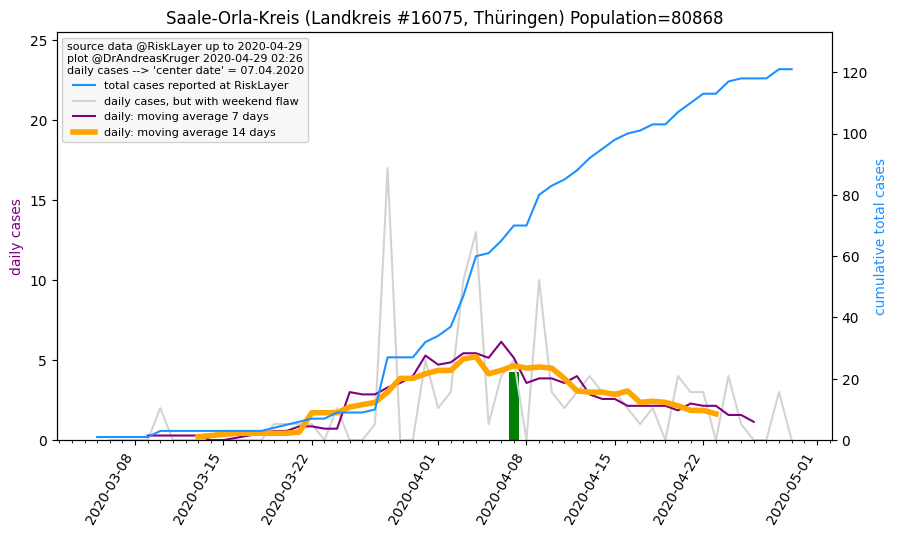 Saale-Orla-Kreis (Landkreis #16075, Thüringen) Population=80868
source data @RiskLayer up to 2020-04-29
plot @DrAndreasKruger 2020-04-29 02:26
daily cases --> 'center date' = 07.04.2020
total cases reported at RiskLayer
daily cases, but with weekend flaw
daily: moving average 7 days
daily: moving average 14 days
daily cases
25
20
15
10
5
0
cumulative total cases
120
100
80
60
40
20
0
2020-03-08
2020-03-15
2020-03-22
2020-04-01
2020-04-08
2020-04-15
2020-04-22
2020-05-01